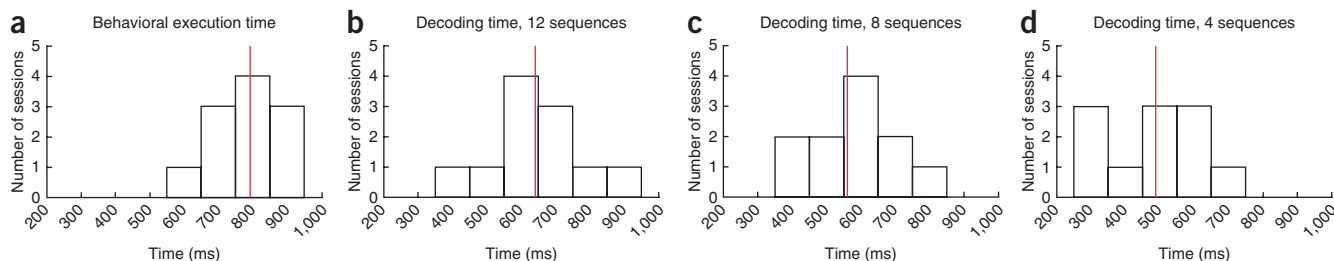 a Behavioral execution time
Number of sessions
5
4
3
2
1
0
200 300 400 500 600 700 800 900 1,000
Time (ms)
b Decoding time, 12 sequences
Number of sessions
5
4
3
2
1
0
200 300 400 500 600 700 800 900 1,000
Time (ms)
c Decoding time, 8 sequences
Number of sessions
5
4
3
2
1
0
200 300 400 500 600 700 800 900 1,000
Time (ms)
d Decoding time, 4 sequences
Number of sessions
5
4
3
2
1
0
200 300 400 500 600 700 800 900 1,000
Time (ms)